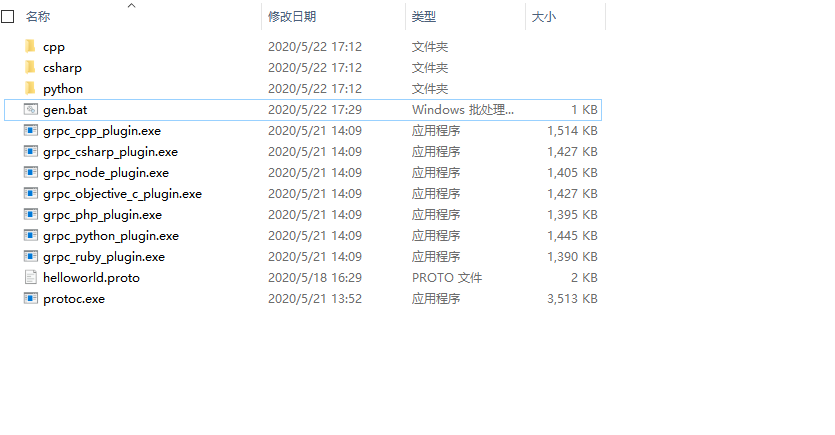 名称 修改日期 类型 大小
cpp 2020/5/22 17:12 文件夹
csharp 2020/5/22 17:12 文件夹
python 2020/5/22 17:12 文件夹
gen.bat 2020/5/22 17:29 Windows 批处理... 1 KB
grpc_cpp_plugin.exe 2020/5/21 14:09 应用程序 1,514 KB
grpc_csharp_plugin.exe 2020/5/21 14:09 应用程序 1,427 KB
grpc_node_plugin.exe 2020/5/21 14:09 应用程序 1,405 KB
grpc_objective_c_plugin.exe 2020/5/21 14:09 应用程序 1,427 KB
grpc_php_plugin.exe 2020/5/21 14:09 应用程序 1,395 KB
grpc_python_plugin.exe 2020/5/21 14:09 应用程序 1,445 KB
grpc_ruby_plugin.exe 2020/5/21 14:09 应用程序 1,390 KB
helloworld.proto 2020/5/18 16:29 PROTO 文件 2 KB
protoc.exe 2020/5/21 13:52 应用程序 3,513 KB